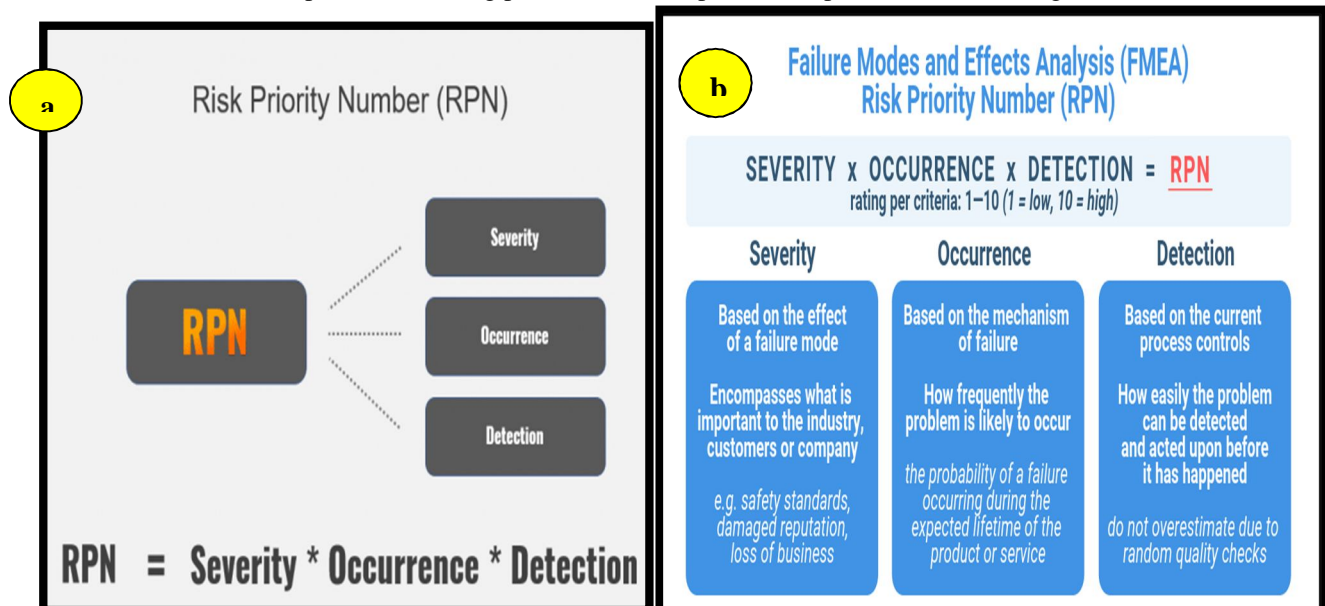 a
Risk Priority Number (RPN)
RPN
Severity
Occurrence
Detection
RPN = Severity * Occurrence * Detection
b
Failure Modes and Effects Analysis (FMEA)
Risk Priority Number (RPN)
SEVERITY x OCCURRENCE x DETECTION = RPN
rating per criteria: 1–10 (1 = low, 10 = high)
Severity
Based on the effect
of a failure mode
Encompasses what is
important to the industry,
customers or company
e.g. safety standards,
damaged reputation,
loss of business
Occurrence
Based on the mechanism
of failure
How frequently the
problem is likely to occur
the probability of a failure
occurring during the
expected lifetime of the
product or service
Detection
Based on the current
process controls
How easily the problem
can be detected
and acted upon before
it has happened
do not overestimate due to
random quality checks